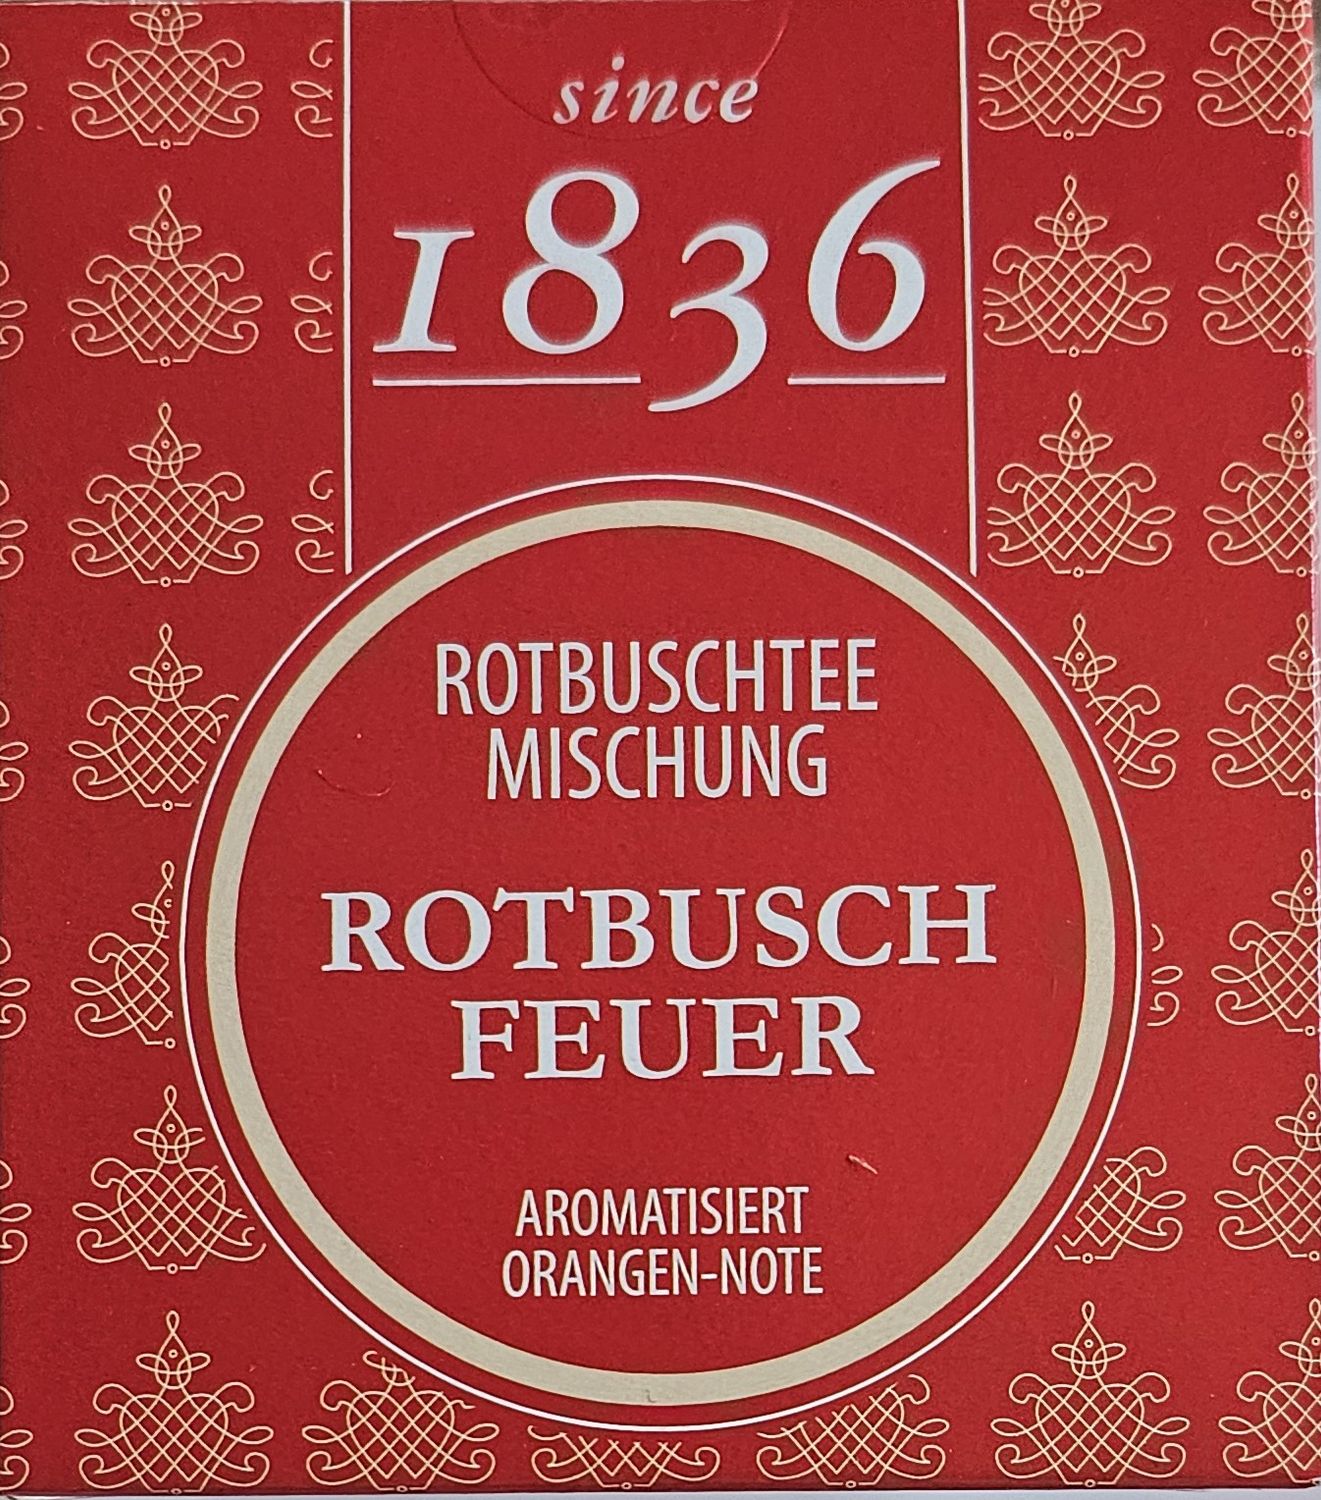 since
1836
ROTBUSCHTEE
MISCHUNG
ROTBUSCH
FEUER
AROMATISIERT
ORANGEN-NOTE